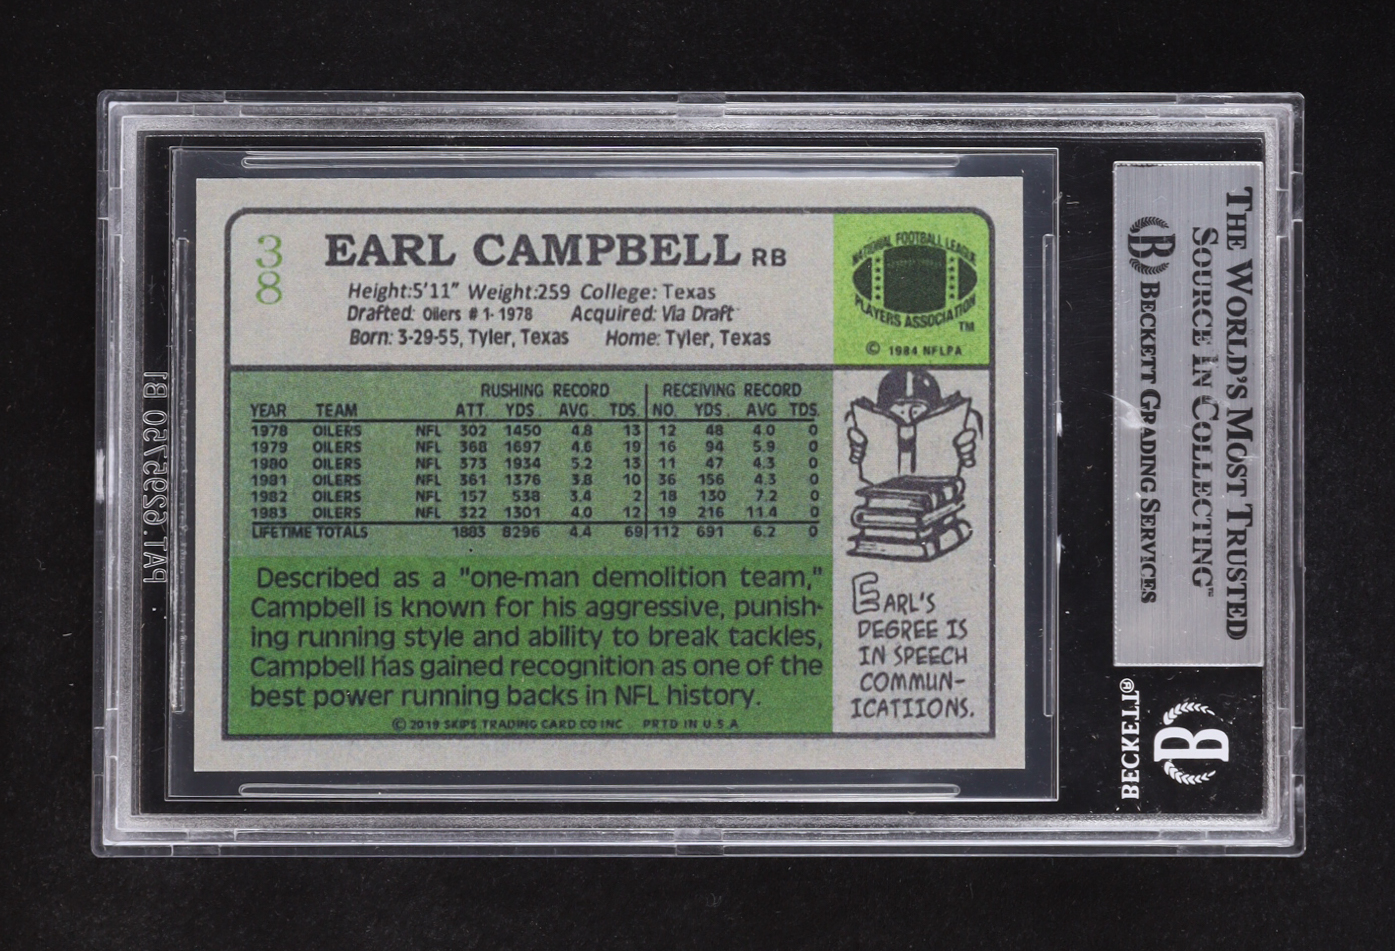 38
EARL CAMPBELL RB
Height:5'11" Weight:259 College: Texas
Drafted: Oilers # 1- 1978 Acquired: Via Draft
Born: 3-29-55, Tyler, Texas Home: Tyler, Texas
NATIONAL FOOTBALL LEAGUE
PLAYERS ASSOCIATION
TM
© 1984 NFLPA
RUSHING RECORD RECEIVING RECORD
YEAR TEAM ATT. YDS. AVG. TDS. NO. YDS. AVG TDS.
1978 OILERS NFL 302 1450 4.8 13 12 48 4.0 0
1979 OILERS NFL 368 1697 4.6 19 16 94 5.9 0
1980 OILERS NFL 373 1934 5.2 13 11 47 4.3 0
1981 OILERS NFL 361 1376 3.8 10 36 156 4.3 0
1982 OILERS NFL 157 538 3.4 2 18 130 7.2 0
1983 OILERS NFL 322 1301 4.0 12 19 216 11.4 0
LIFETIME TOTALS 1883 8296 4.4 69 112 691 6.2 0
Described as a "one-man demolition team,"
Campbell is known for his aggressive, punish-
ing running style and ability to break tackles,
Campbell has gained recognition as one of the
best power running backs in NFL history.
© 2019 SKIPS TRADING CARD CO INC PRTD IN U.S.A
EARL'S
DEGREE IS
IN SPEECH
COMMUN-
ICATIIONS.
THE WORLD'S MOST TRUSTED
SOURCE IN COLLECTING™
B BECKETT GRADING SERVICES
BECKETT®
B
PAT.6295750 B1